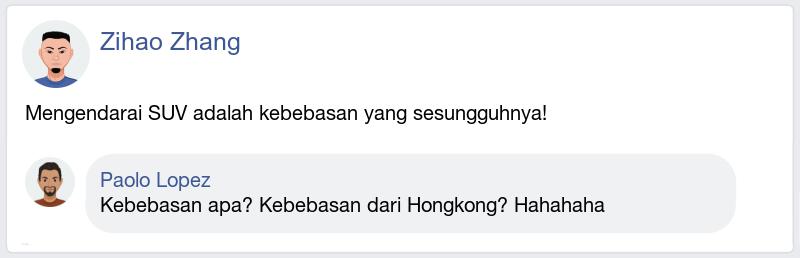 Zihao Zhang
Mengendarai SUV adalah kebebasan yang sesungguhnya!
Paolo Lopez
Kebebasan apa? Kebebasan dari Hongkong? Hahahaha